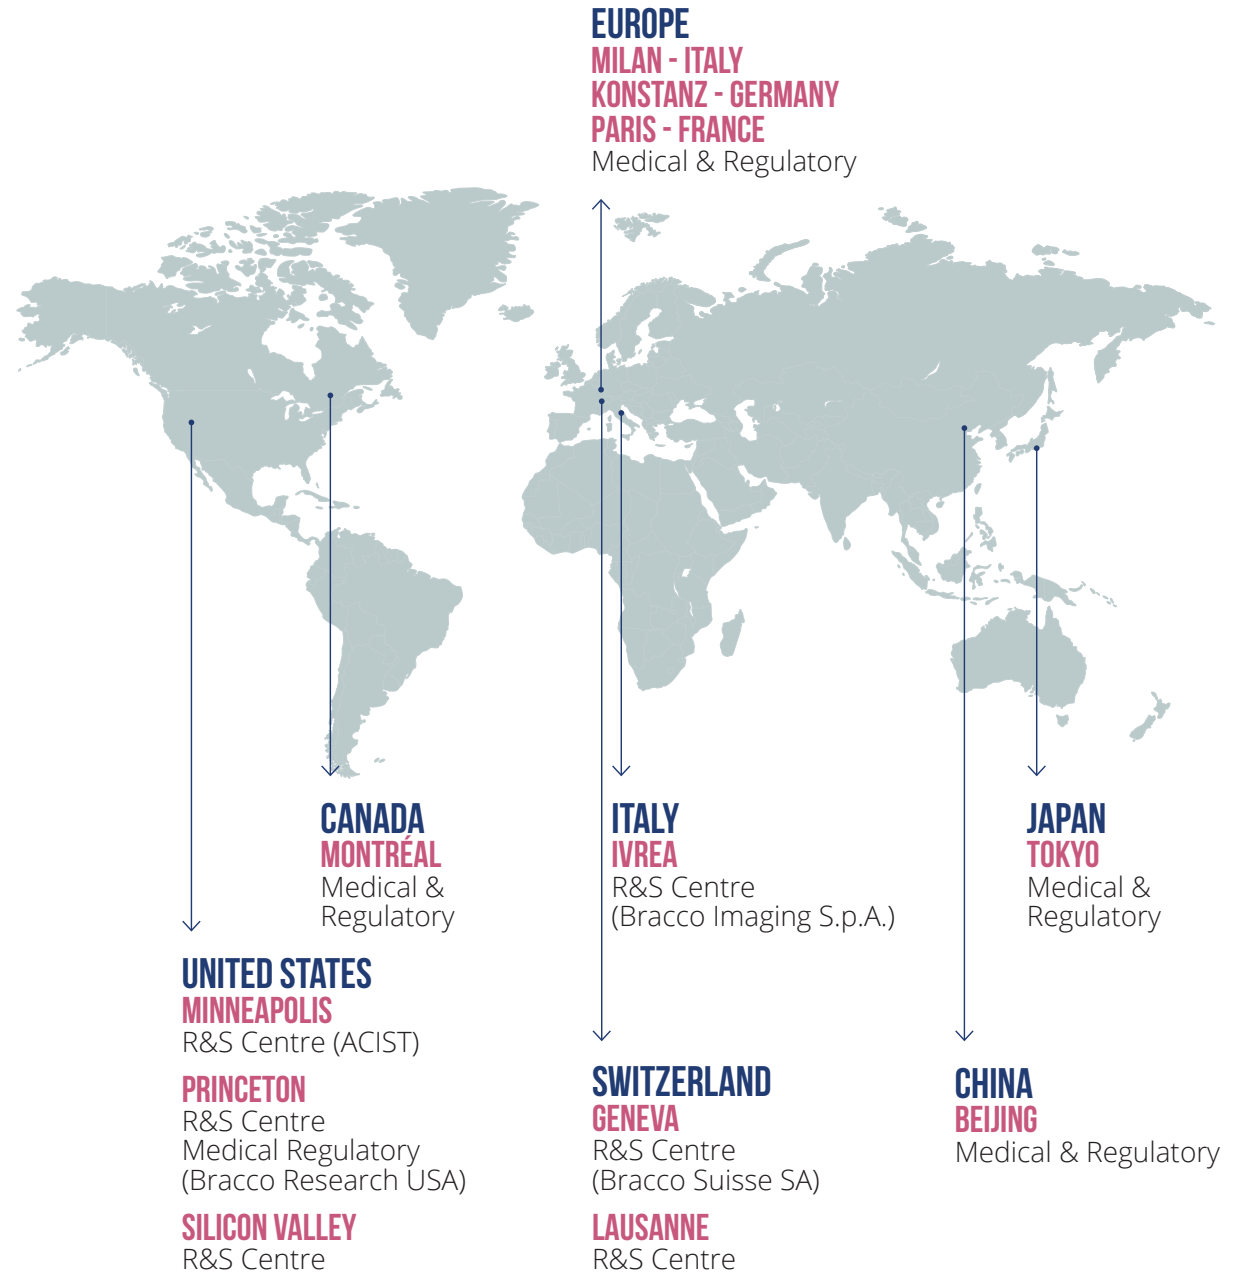 EUROPE
MILAN - ITALY
KONSTANZ - GERMANY
PARIS - FRANCE
Medical & Regulatory
CANADA
MONTRÉAL
Medical &
Regulatory
ITALY
IVREA
R&S Centre
(Bracco Imaging S.p.A.)
JAPAN
TOKYO
Medical &
Regulatory
UNITED STATES
MINNEAPOLIS
R&S Centre (ACIST)
PRINCETON
R&S Centre
Medical Regulatory
(Bracco Research USA)
SILICON VALLEY
R&S Centre
SWITZERLAND
GENEVA
R&S Centre
(Bracco Suisse SA)
LAUSANNE
R&S Centre
CHINA
BEIJING
Medical & Regulatory